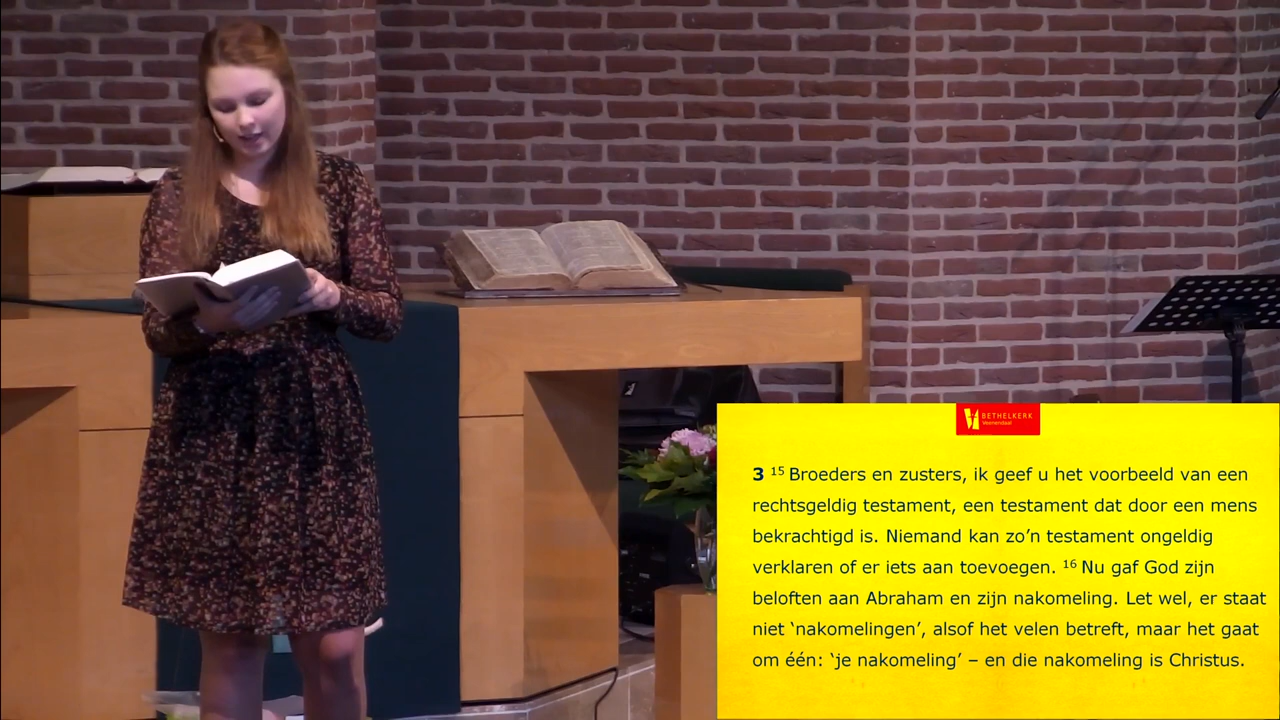 BETHELKERK
Veenendaal
3 15 Broeders en zusters, ik geef u het voorbeeld van een
rechtsgeldig testament, een testament dat door een mens
bekrachtigd is. Niemand kan zo’n testament ongeldig
verklaren of er iets aan toevoegen. 16 Nu gaf God zijn
beloften aan Abraham en zijn nakomeling. Let wel, er staat
niet ‘nakomelingen’, alsof het velen betreft, maar het gaat
om één: ‘je nakomeling’ – en die nakomeling is Christus.